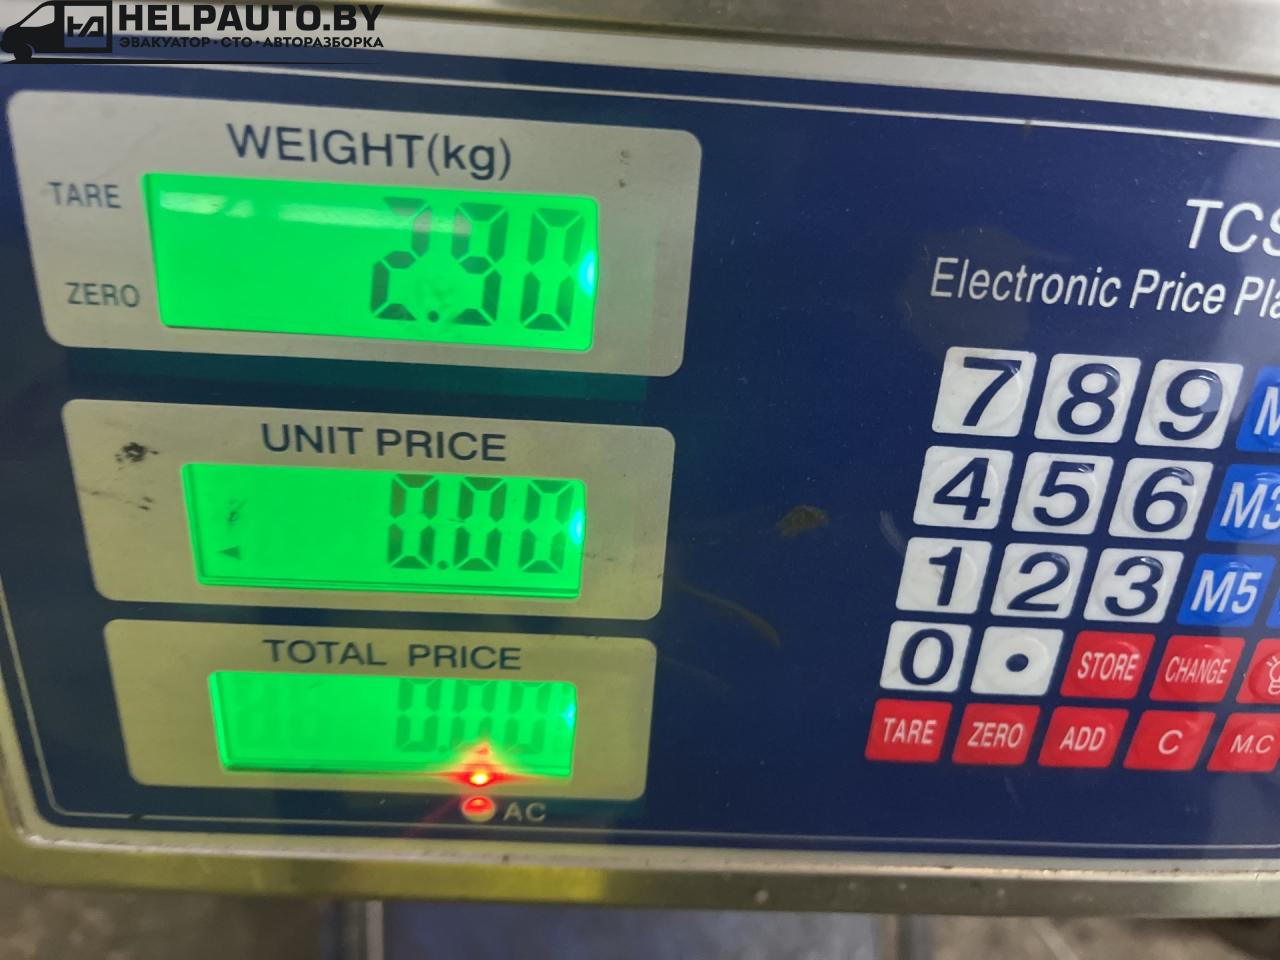 HELPAUTO.BY
ЭВАКУАТОР·СТО·АВТОРАЗБОРКА
WEIGHT(kg)
TARE
2.90
ZERO
TCS
Electronic Price Pla
UNIT PRICE
0.00
TOTAL PRICE
0.00
AC
7 8 9 M
4 5 6 M3
1 2 3 M5
0 • STORE CHANGE
TARE ZERO ADD C M.C